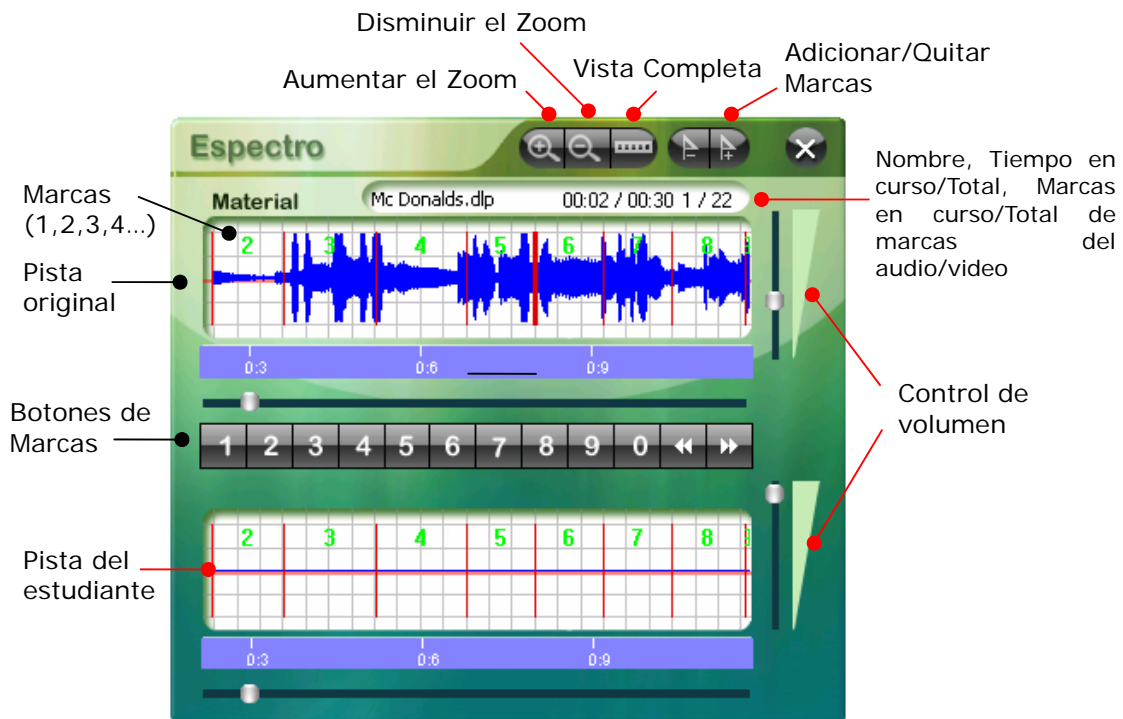 Disminuir el Zoom
Aumentar el Zoom
Vista Completa
Adicionar/Quitar
Marcas
Espectro
Nombre, Tiempo en
curso/Total, Marcas
en curso/Total de
marcas del
audio/video
Material
Mc Donalds.dlp 00:02 / 00:30 1 / 22
Marcas
(1,2,3,4...)
2 3 4 5 6 7 8
Pista
original
0:3 0:6 0:9
Control de
volumen
Botones de
Marcas
1 2 3 4 5 6 7 8 9 0
2 3 4 5 6 7 8
Pista del
estudiante
0:3 0:6 0:9